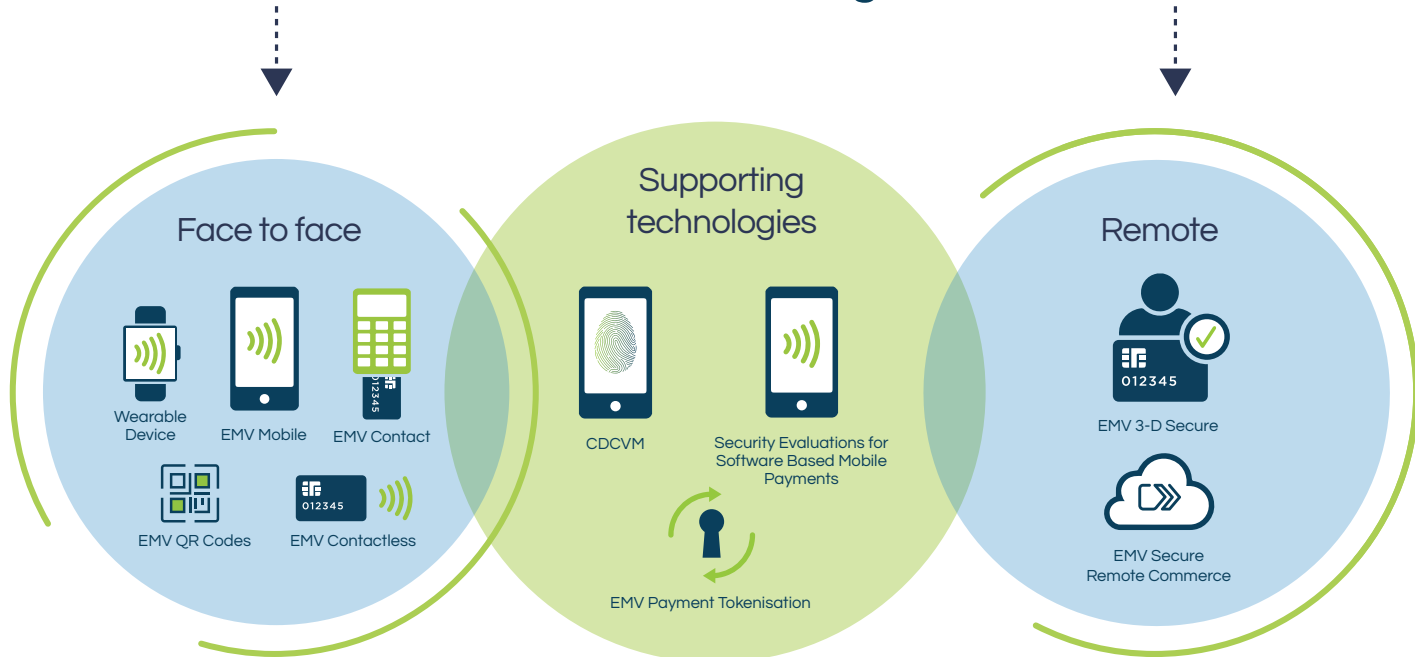 Face to face
Wearable
Device
EMV Mobile
012345
EMV Contact
EMV QR Codes
012345
EMV Contactless
Supporting
technologies
CDCVM
Security Evaluations for
Software Based Mobile
Payments
EMV Payment Tokenisation
Remote
012345
EMV 3-D Secure
EMV Secure
Remote Commerce